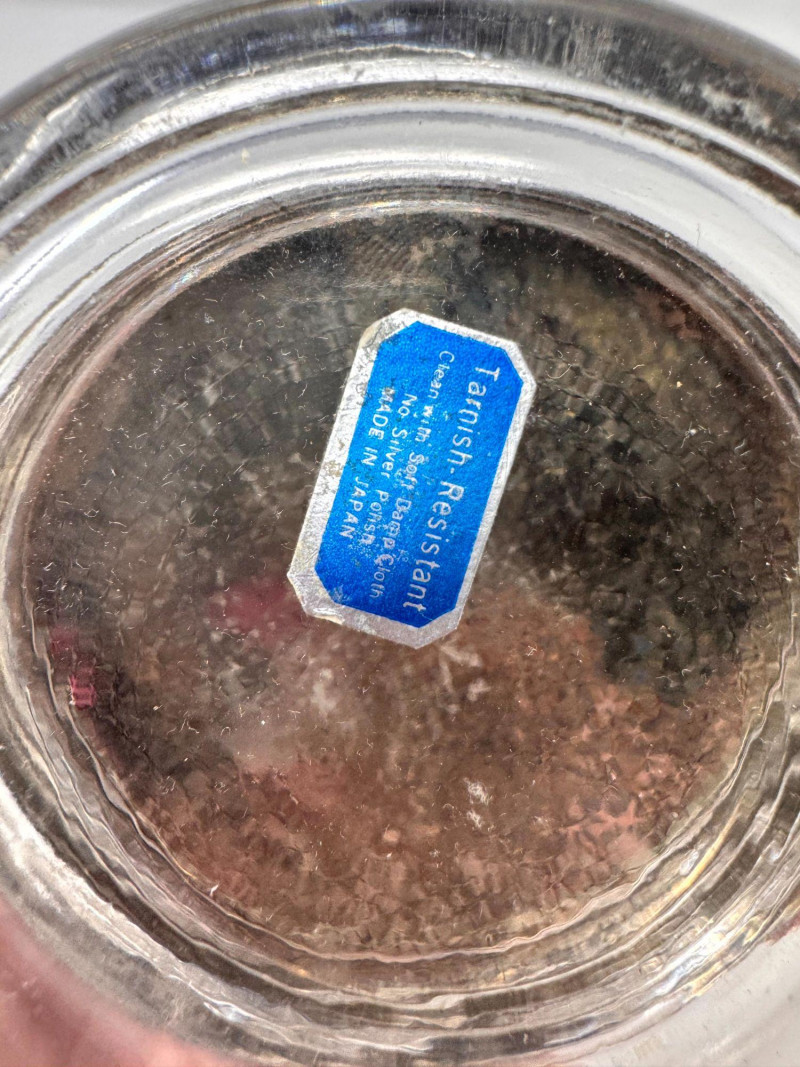 Tarnish-Resistant
Clean with Soft Damp Cloth
No Silver Polish
MADE IN JAPAN